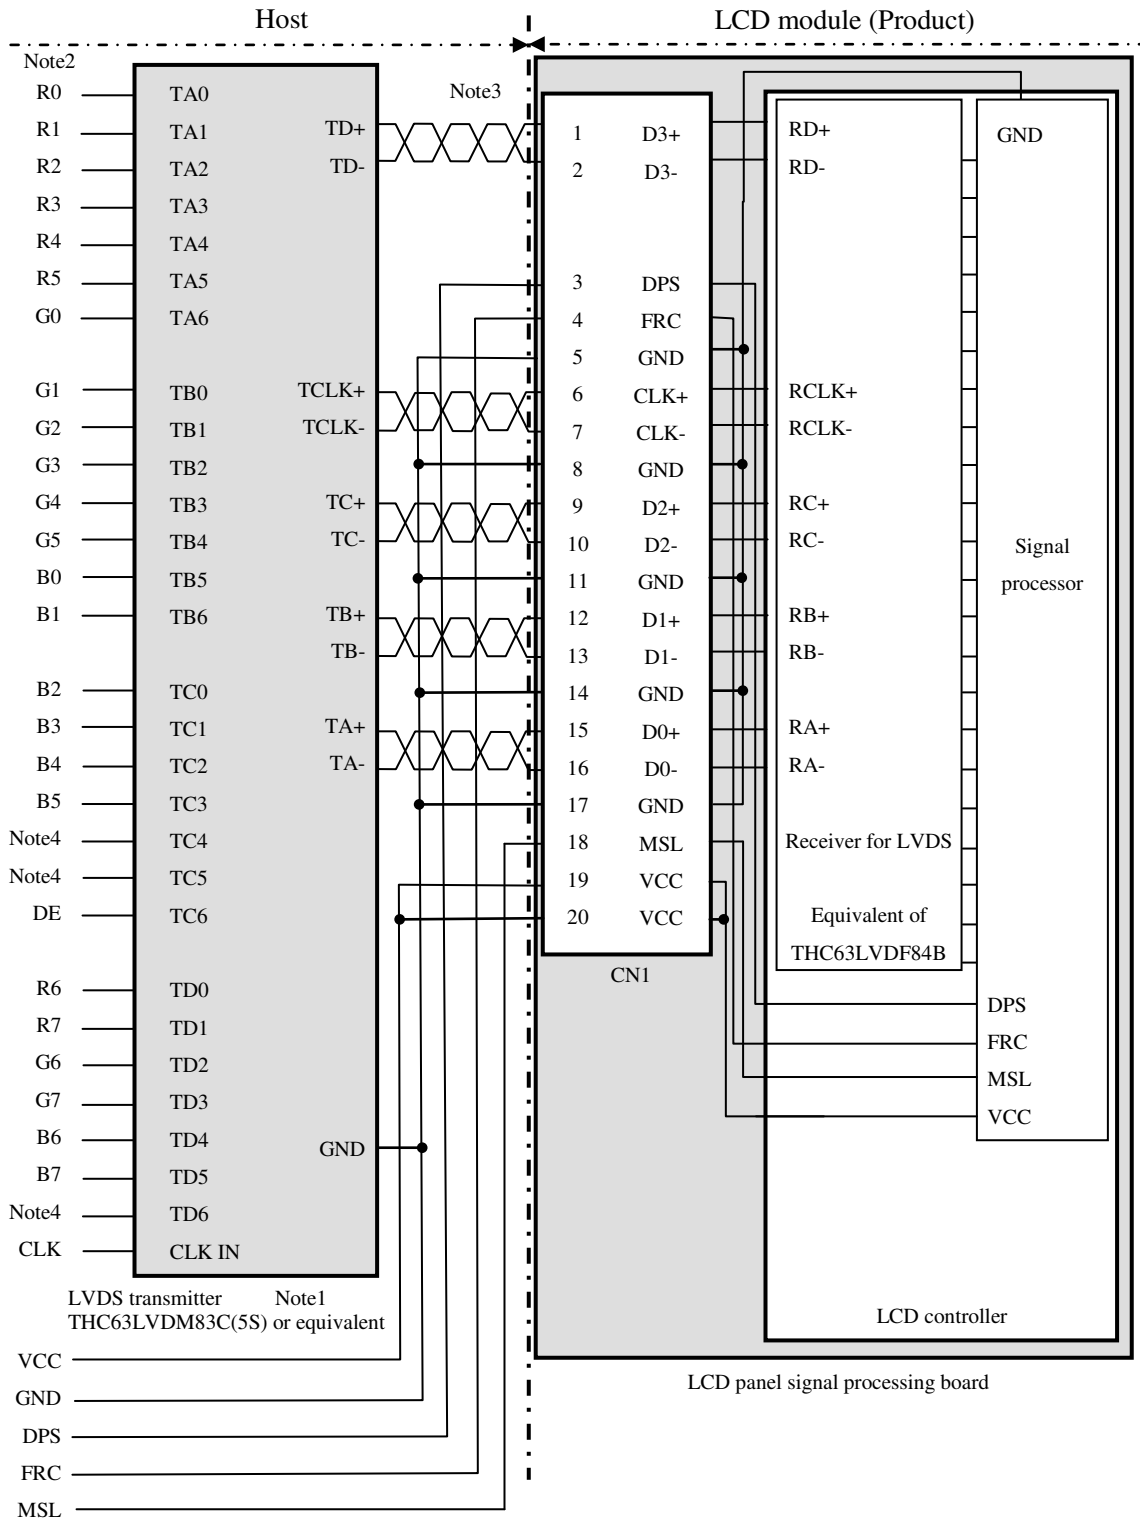 Host
LCD module (Product)
Note2
Note3
R0 TA0
R1 TA1 TD+
R2 TA2 TD-
R3 TA3
R4 TA4
R5 TA5
G0 TA6
G1 TB0 TCLK+
G2 TB1 TCLK-
G3 TB2
G4 TB3 TC+
G5 TB4 TC-
B0 TB5
B1 TB6 TB+
TB-
B2 TC0
B3 TC1 TA+
B4 TC2 TA-
B5 TC3
Note4 TC4
Note4 TC5
DE TC6
R6 TD0
R7 TD1
G6 TD2
G7 TD3
B6 TD4 GND
B7 TD5
Note4 TD6
CLK CLK IN
LVDS transmitter Note1
THC63LVDM83C(5S) or equivalent
VCC
GND
DPS
FRC
MSL
1 D3+ RD+
2 D3- RD-
3 DPS
4 FRC
5 GND
6 CLK+ RCLK+
7 CLK- RCLK-
8 GND
9 D2+ RC+
10 D2- RC-
11 GND
12 D1+ RB+
13 D1- RB-
14 GND
15 D0+ RA+
16 D0- RA-
17 GND
18 MSL
19 VCC
20 VCC
CN1
Receiver for LVDS
Equivalent of
THC63LVDF84B
GND
Signal
processor
DPS
FRC
MSL
VCC
LCD controller
LCD panel signal processing board